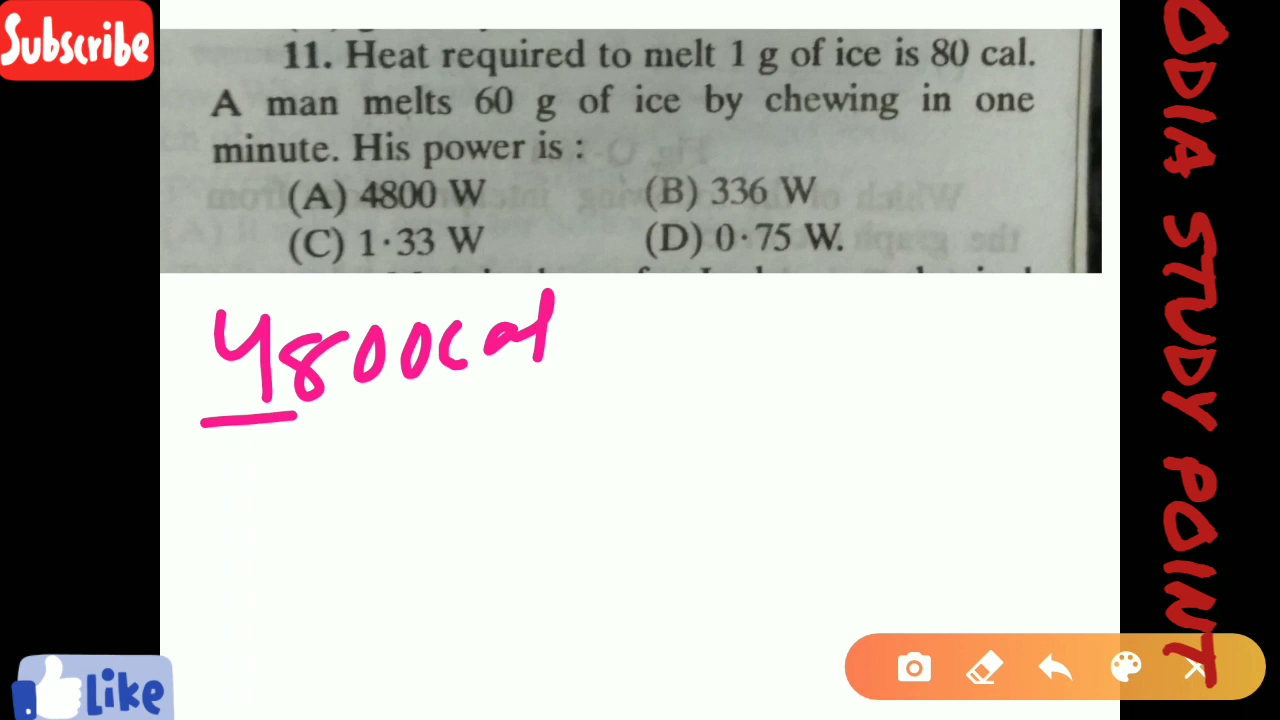 Subscribe
11. Heat required to melt 1 g of ice is 80 cal.
A man melts 60 g of ice by chewing in one
minute. His power is :
(A) 4800 W (B) 336 W
(C) 1·33 W (D) 0·75 W.
4800cal
Like
ODIA STUDY POINT